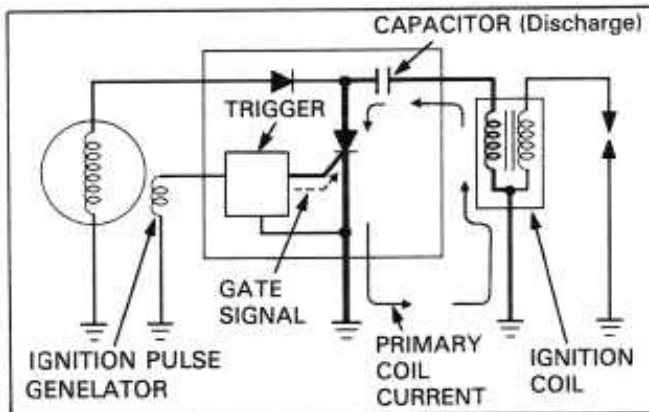 CAPACITOR (Discharge)
TRIGGER
GATE
SIGNAL
IGNITION PULSE
GENELATOR
PRIMARY
COIL
CURRENT
IGNITION
COIL